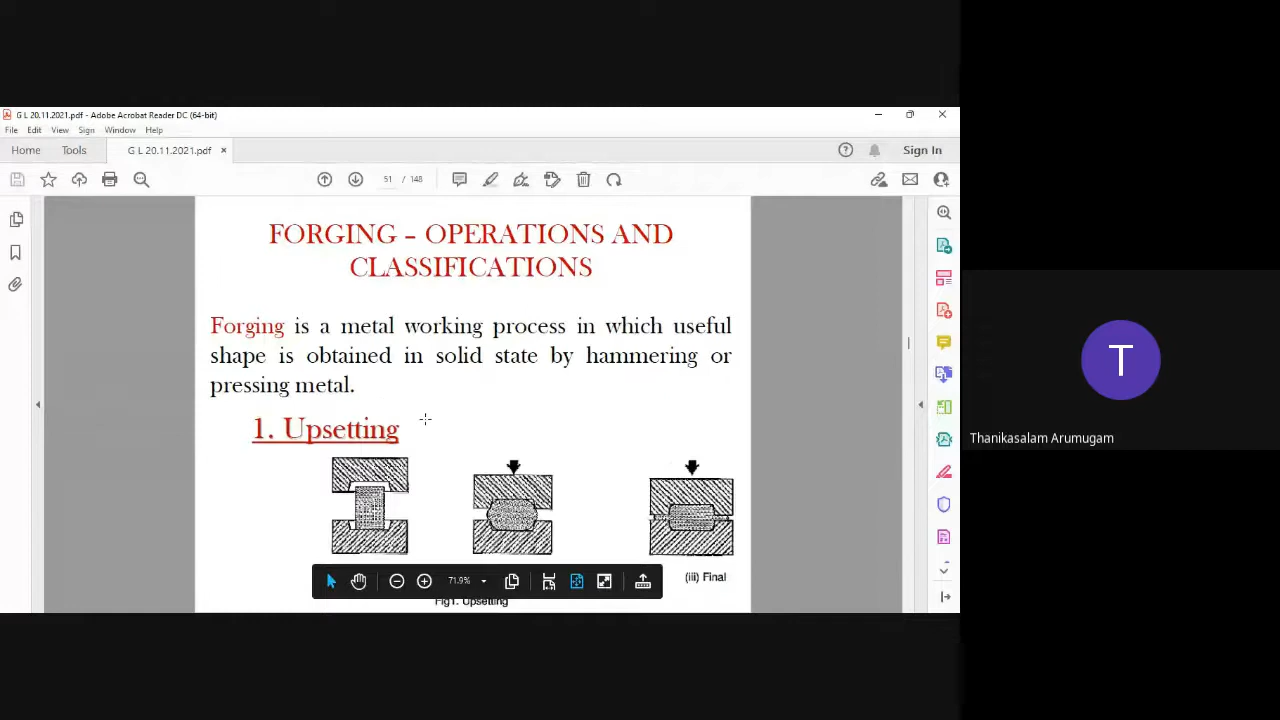 G L 20.11.2021.pdf - Adobe Acrobat Reader DC (64-bit)
File Edit View Sign Window Help
Home Tools G L 20.11.2021.pdf × Sign In
51 / 148
FORGING – OPERATIONS AND
CLASSIFICATIONS
Forging is a metal working process in which useful
shape is obtained in solid state by hammering or
pressing metal.
1. Upsetting
(iii) Final
71.9%
Fig1. Upsetting
T
Thanikasalam Arumugam